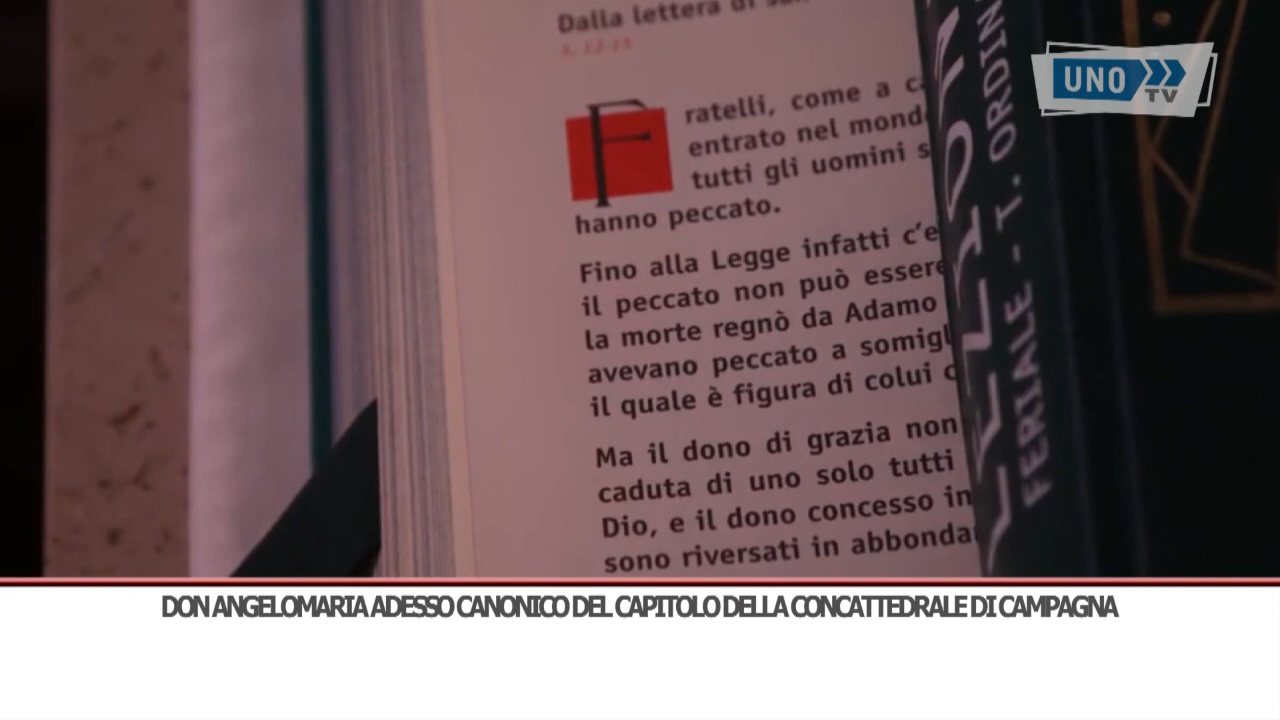 Dalla lettera di san
5, 12-15
Fratelli, come a ca
entrato nel mond
tutti gli uomini s
hanno peccato.
Fino alla Legge infatti c'e
il peccato non può essere
la morte regnò da Adamo
avevano peccato a somigl
il quale è figura di colui c
Ma il dono di grazia non
caduta di uno solo tutti
Dio, e il dono concesso in
sono riversati in abbonda
FERIALE - T. ORDIN
UNO
TV
DON ANGELOMARIA ADESSO CANONICO DEL CAPITOLO DELLA CONCATTEDRALE DI CAMPAGNA